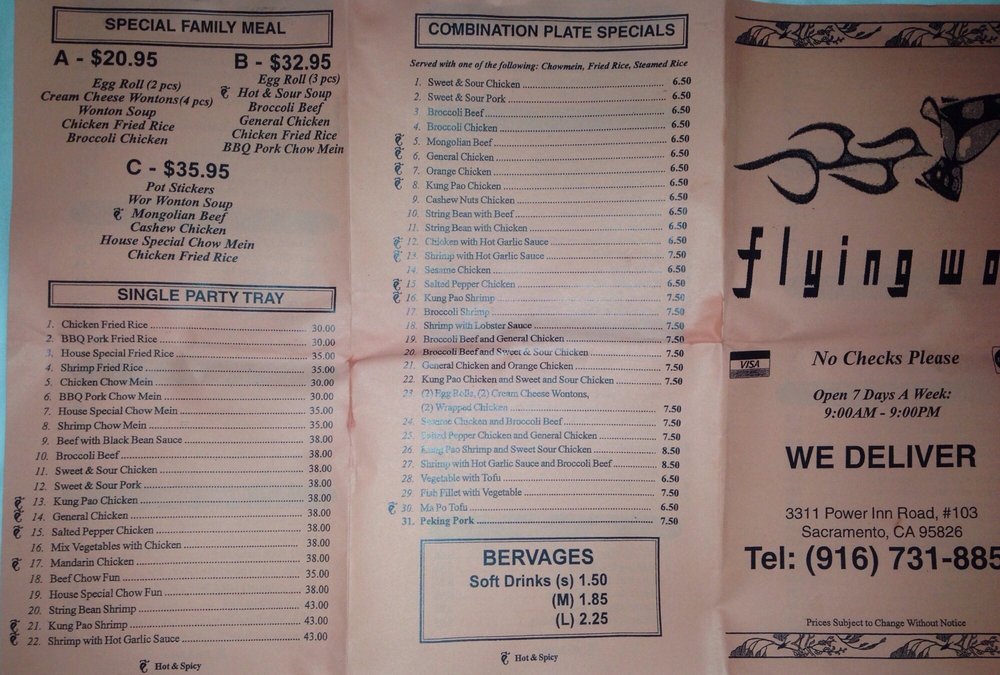 SPECIAL FAMILY MEAL
A - $20.95
Egg Roll (2 pcs)
Cream Cheese Wontons(4 pcs)
Wonton Soup
Chicken Fried Rice
Broccoli Chicken
B - $32.95
Egg Roll (3 pcs)
Hot & Sour Soup
Broccoli Beef
General Chicken
Chicken Fried Rice
BBQ Pork Chow Mein
C - $35.95
Pot Stickers
Wor Wonton Soup
Mongolian Beef
Cashew Chicken
House Special Chow Mein
Chicken Fried Rice
SINGLE PARTY TRAY
1. Chicken Fried Rice 30.00
2. BBQ Pork Fried Rice 30.00
3. House Special Fried Rice 35.00
4. Shrimp Fried Rice 35.00
5. Chicken Chow Mein 30.00
6. BBQ Pork Chow Mein 30.00
7. House Special Chow Mein 35.00
8. Shrimp Chow Mein 35.00
9. Beef with Black Bean Sauce 38.00
10. Broccoli Beef 38.00
11. Sweet & Sour Chicken 38.00
12. Sweet & Sour Pork 38.00
13. Kung Pao Chicken 38.00
14. General Chicken 38.00
15. Salted Pepper Chicken 38.00
16. Mix Vegetables with Chicken 38.00
17. Mandarin Chicken 38.00
18. Beef Chow Fun 35.00
19. House Special Chow Fun 38.00
20. String Bean Shrimp 43.00
21. Kung Pao Shrimp 43.00
22. Shrimp with Hot Garlic Sauce 43.00
Hot & Spicy
COMBINATION PLATE SPECIALS
Served with one of the following: Chowmein, Fried Rice, Steamed Rice
1. Sweet & Sour Chicken 6.50
2. Sweet & Sour Pork 6.50
3. Broccoli Beef 6.50
4. Broccoli Chicken 6.50
5. Mongolian Beef 6.50
6. General Chicken 6.50
7. Orange Chicken 6.50
8. Kung Pao Chicken 6.50
9. Cashew Nuts Chicken 6.50
10. String Bean with Beef 6.50
11. String Bean with Chicken 6.50
12. Chicken with Hot Garlic Sauce 6.50
13. Shrimp with Hot Garlic Sauce 7.50
14. Sesame Chicken 6.50
15. Salted Pepper Chicken 6.50
16. Kung Pao Shrimp 7.50
17. Broccoli Shrimp 7.50
18. Shrimp with Lobster Sauce 7.50
19. Broccoli Beef and General Chicken 7.50
20. Broccoli Beef and Sweet & Sour Chicken 7.50
21. General Chicken and Orange Chicken 7.50
22. Kung Pao Chicken and Sweet and Sour Chicken 7.50
23. (2) Egg Rolls, (2) Cream Cheese Wontons,
(2) Wrapped Chicken 7.50
24. Sesame Chicken and Broccoli Beef 7.50
25. Salted Pepper Chicken and General Chicken 7.50
26. Kung Pao Shrimp and Sweet Sour Chicken 8.50
27. Shrimp with Hot Garlic Sauce and Broccoli Beef 8.50
28. Vegetable with Tofu 6.50
29. Fish Fillet with Vegetable 7.50
30. Ma Po Tofu 6.50
31. Peking Pork 7.50
BERVAGES
Soft Drinks (s) 1.50
(M) 1.85
(L) 2.25
Hot & Spicy
flying wo
VISA
No Checks Please
Open 7 Days A Week:
9:00AM - 9:00PM
WE DELIVER
3311 Power Inn Road, #103
Sacramento, CA 95826
Tel: (916) 731-885
Prices Subject to Change Without Notice